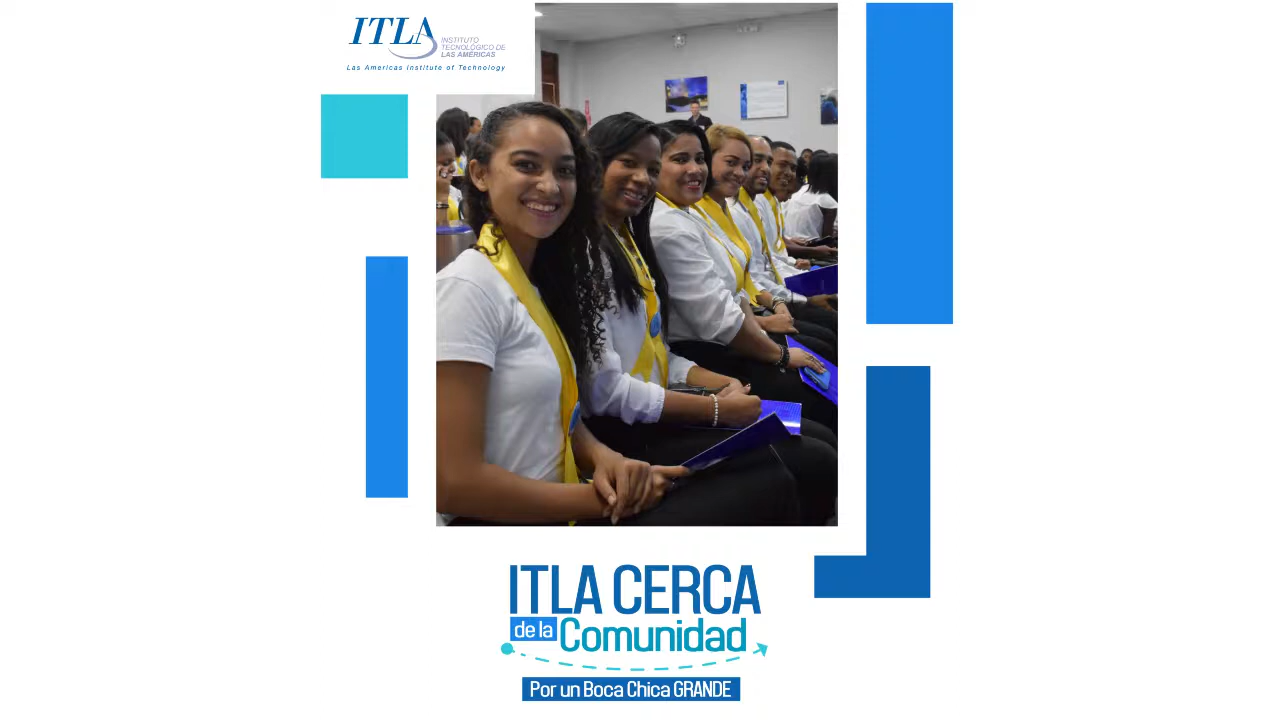 ITLA
INSTITUTO
TECNOLÓGICO DE
LAS AMÉRICAS
Las Americas Institute of Technology
ITLA CERCA
de la Comunidad
Por un Boca Chica GRANDE